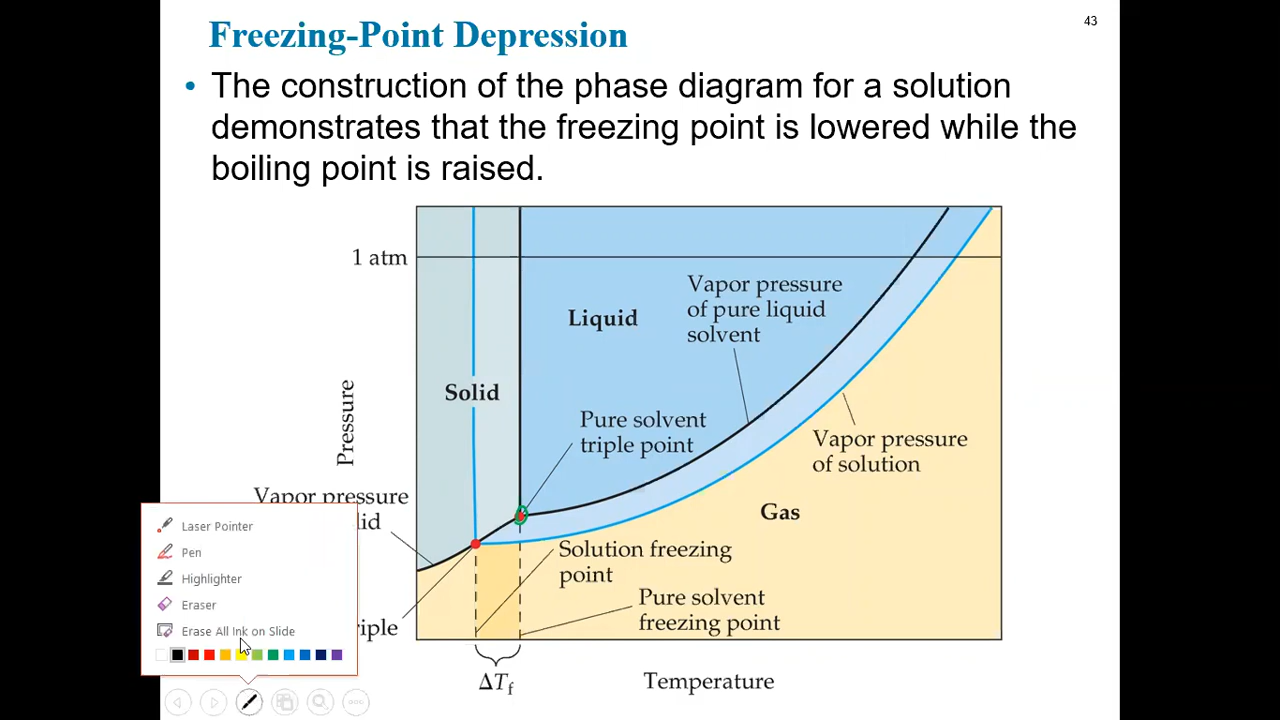 43
Freezing-Point Depression
• The construction of the phase diagram for a solution
demonstrates that the freezing point is lowered while the
boiling point is raised.
1 atm
Vapor pressure
of pure liquid
solvent
Liquid
Solid
Pressure
Pure solvent
triple point
Vapor pressure
of solution
Gas
Vapor pressure
Solution freezing
point
Pure solvent
freezing point
ΔTf
Temperature
Laser Pointer
Pen
Highlighter
Eraser
Erase All Ink on Slide